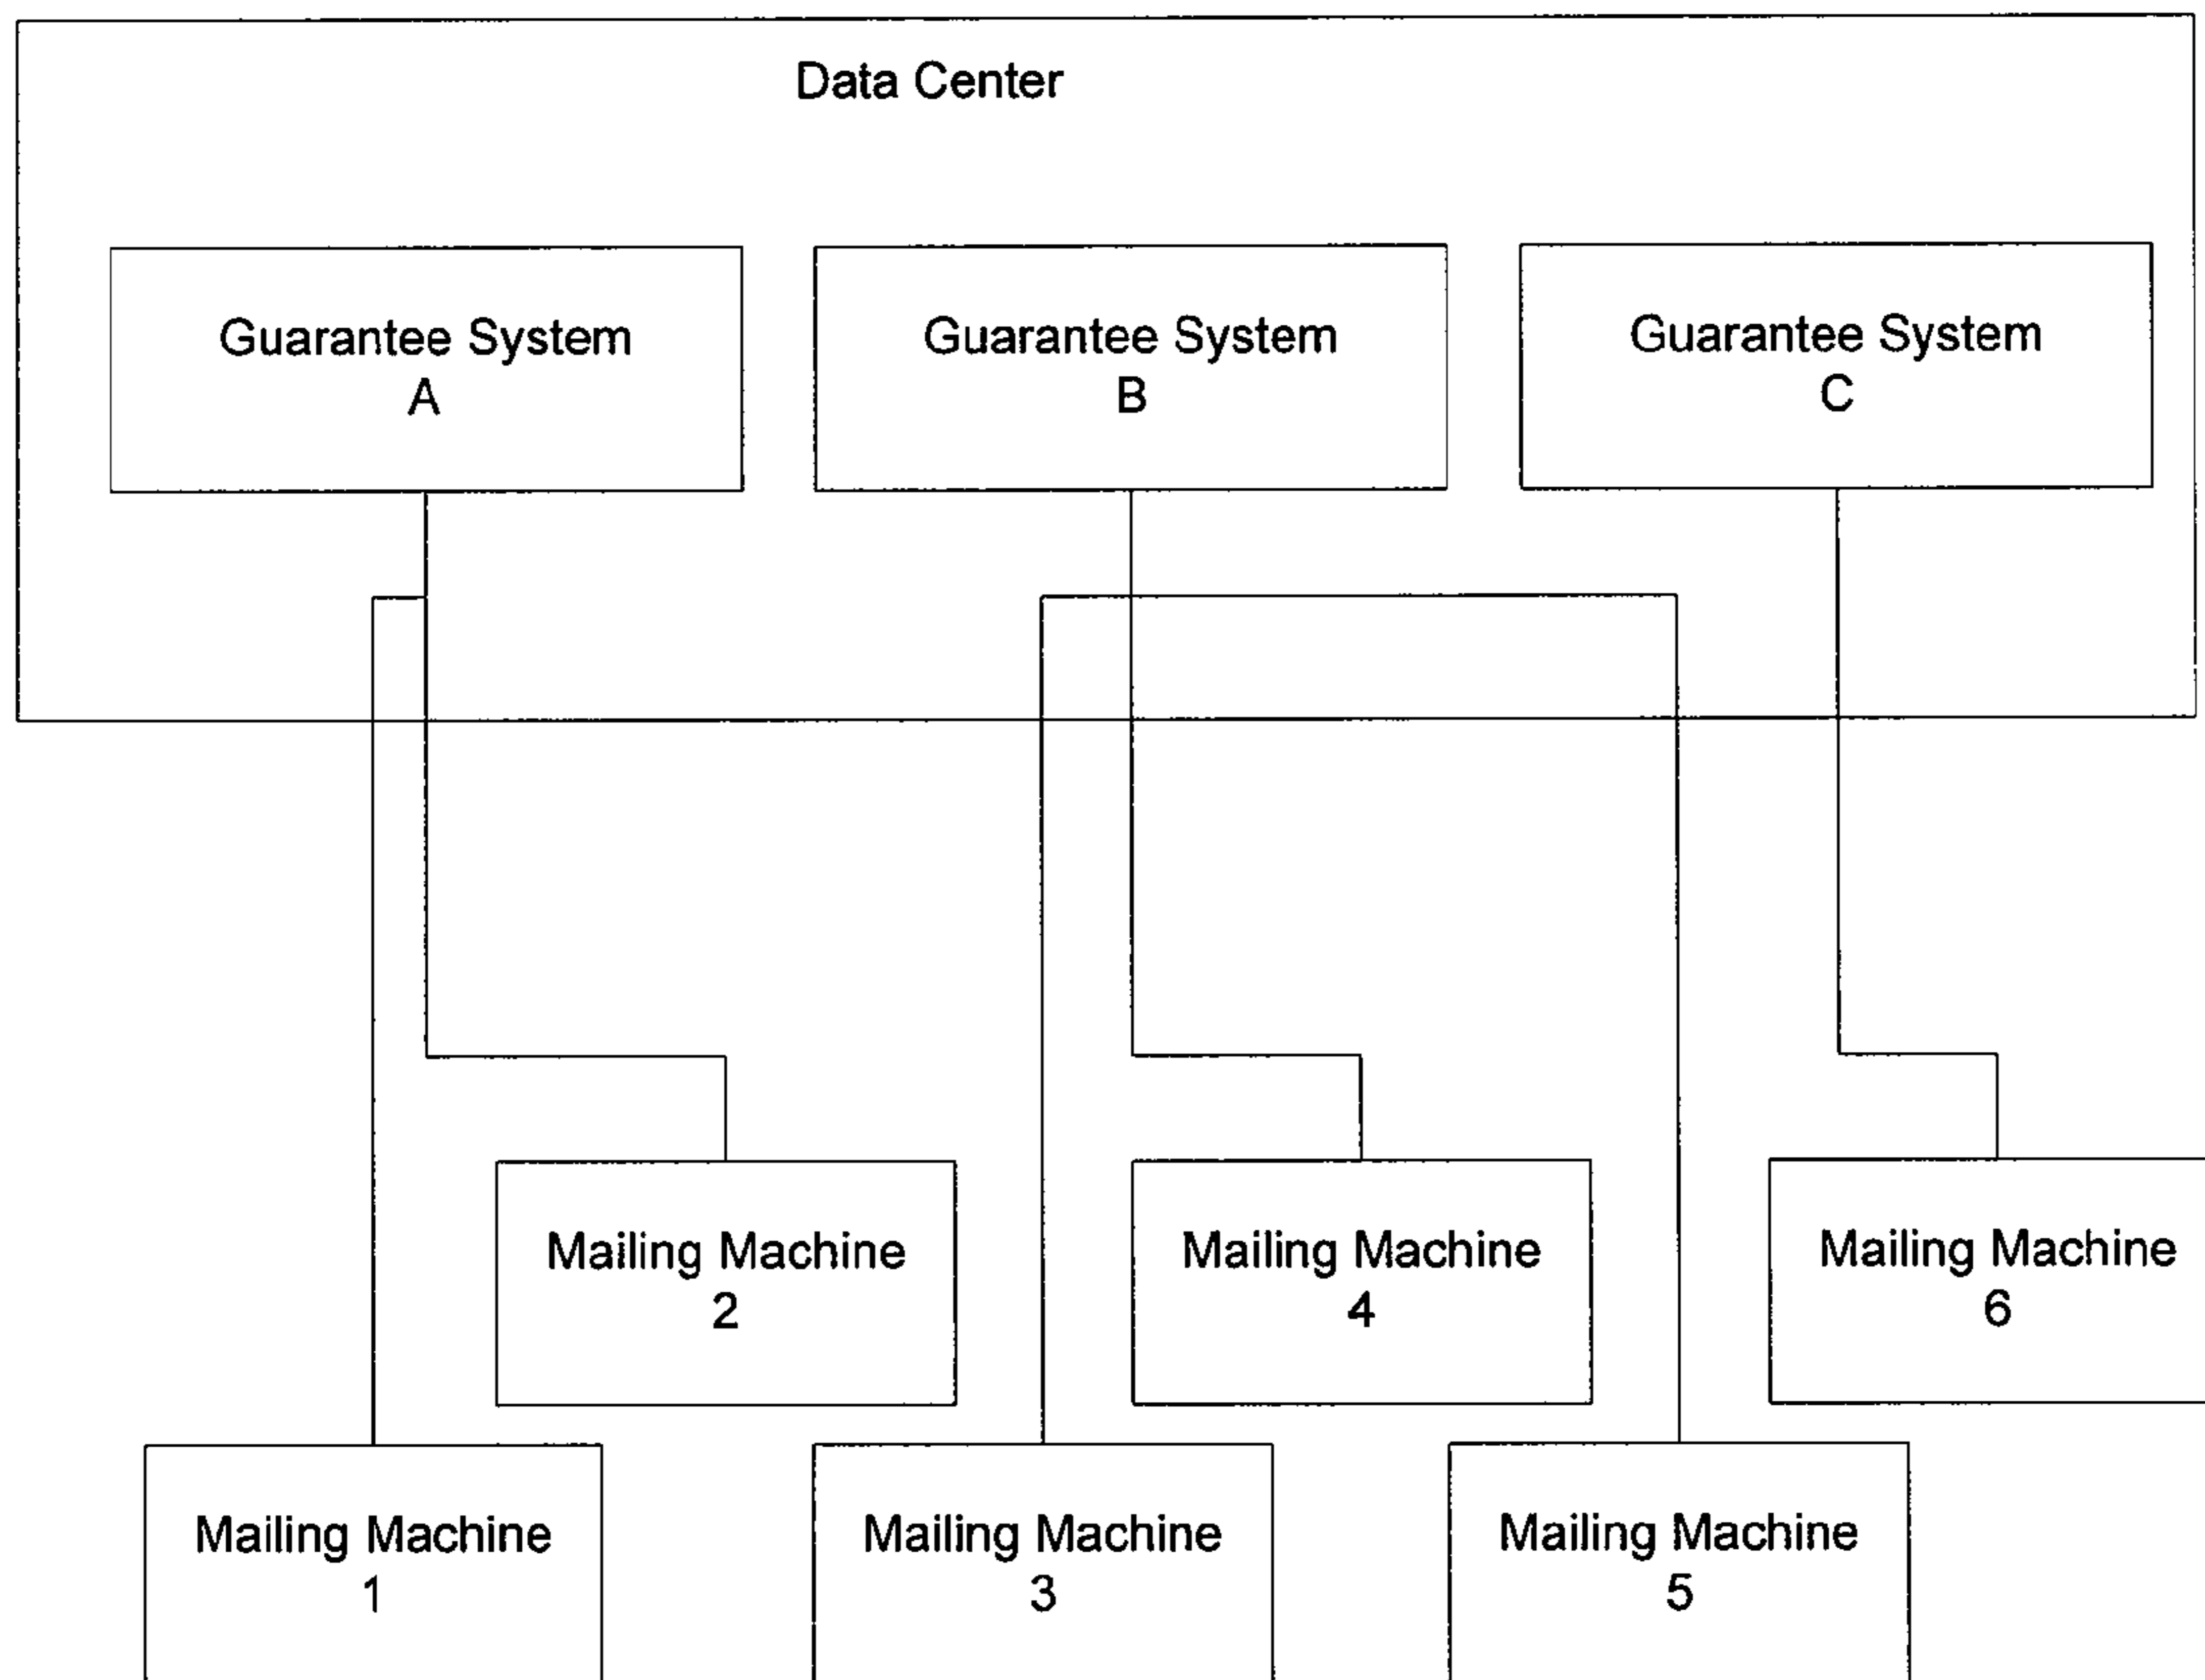 Data Center
Guarantee System
A
Guarantee System
B
Guarantee System
C
Mailing Machine
2
Mailing Machine
4
Mailing Machine
6
Mailing Machine
1
Mailing Machine
3
Mailing Machine
5